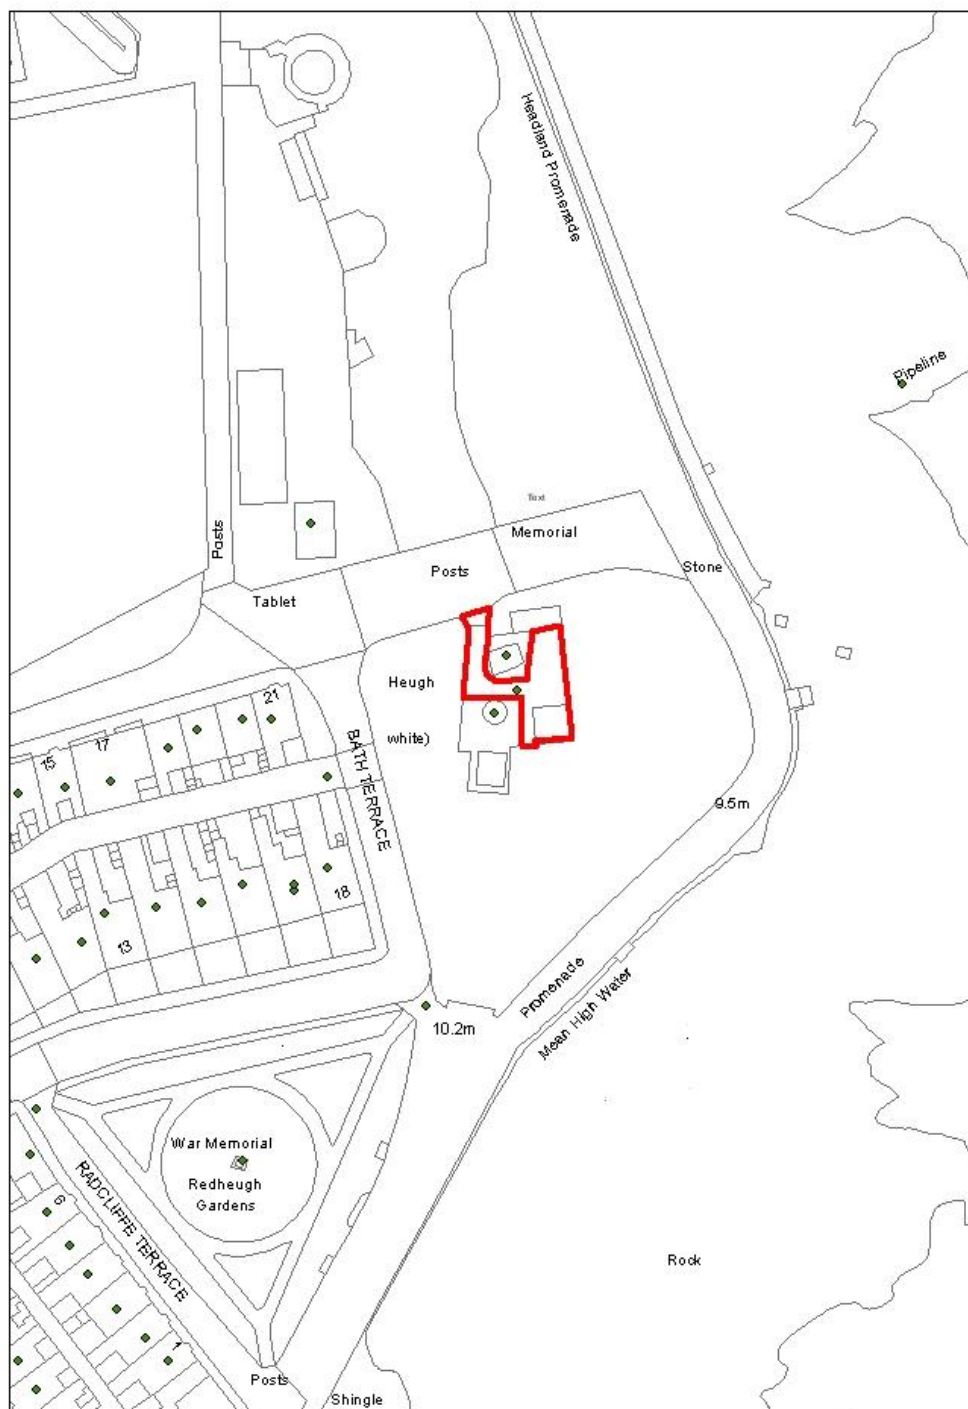 Headland Promenade
Pipeline
Text
Memorial
Posts
Posts
Stone
Tablet
Heugh
21
17
15
white)
BATH TERRACE
9.5m
18
13
Promenade
Mean High Water
10.2m
War Memorial
Redheugh
Gardens
RADCLIFFE TERRACE
6
Rock
1
Posts
Shingle